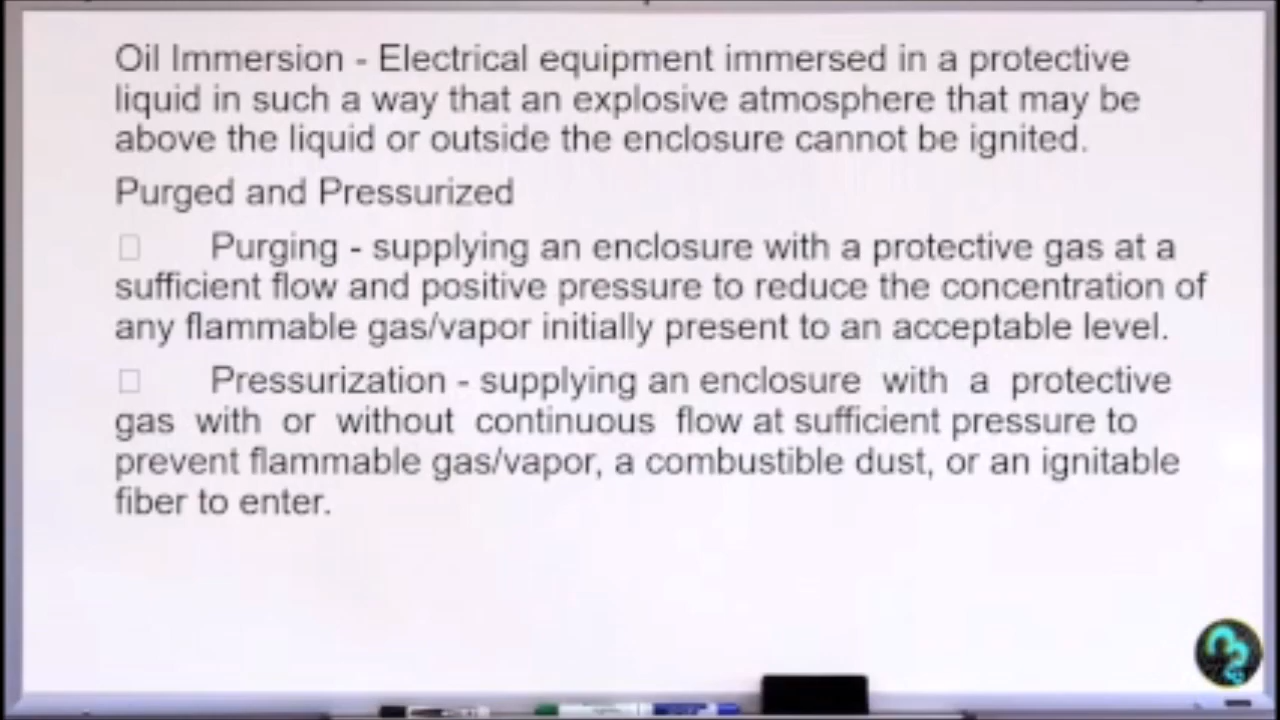 Oil Immersion - Electrical equipment immersed in a protective
liquid in such a way that an explosive atmosphere that may be
above the liquid or outside the enclosure cannot be ignited.
Purged and Pressurized
Purging - supplying an enclosure with a protective gas at a
sufficient flow and positive pressure to reduce the concentration of
any flammable gas/vapor initially present to an acceptable level.
Pressurization - supplying an enclosure with a protective
gas with or without continuous flow at sufficient pressure to
prevent flammable gas/vapor, a combustible dust, or an ignitable
fiber to enter.